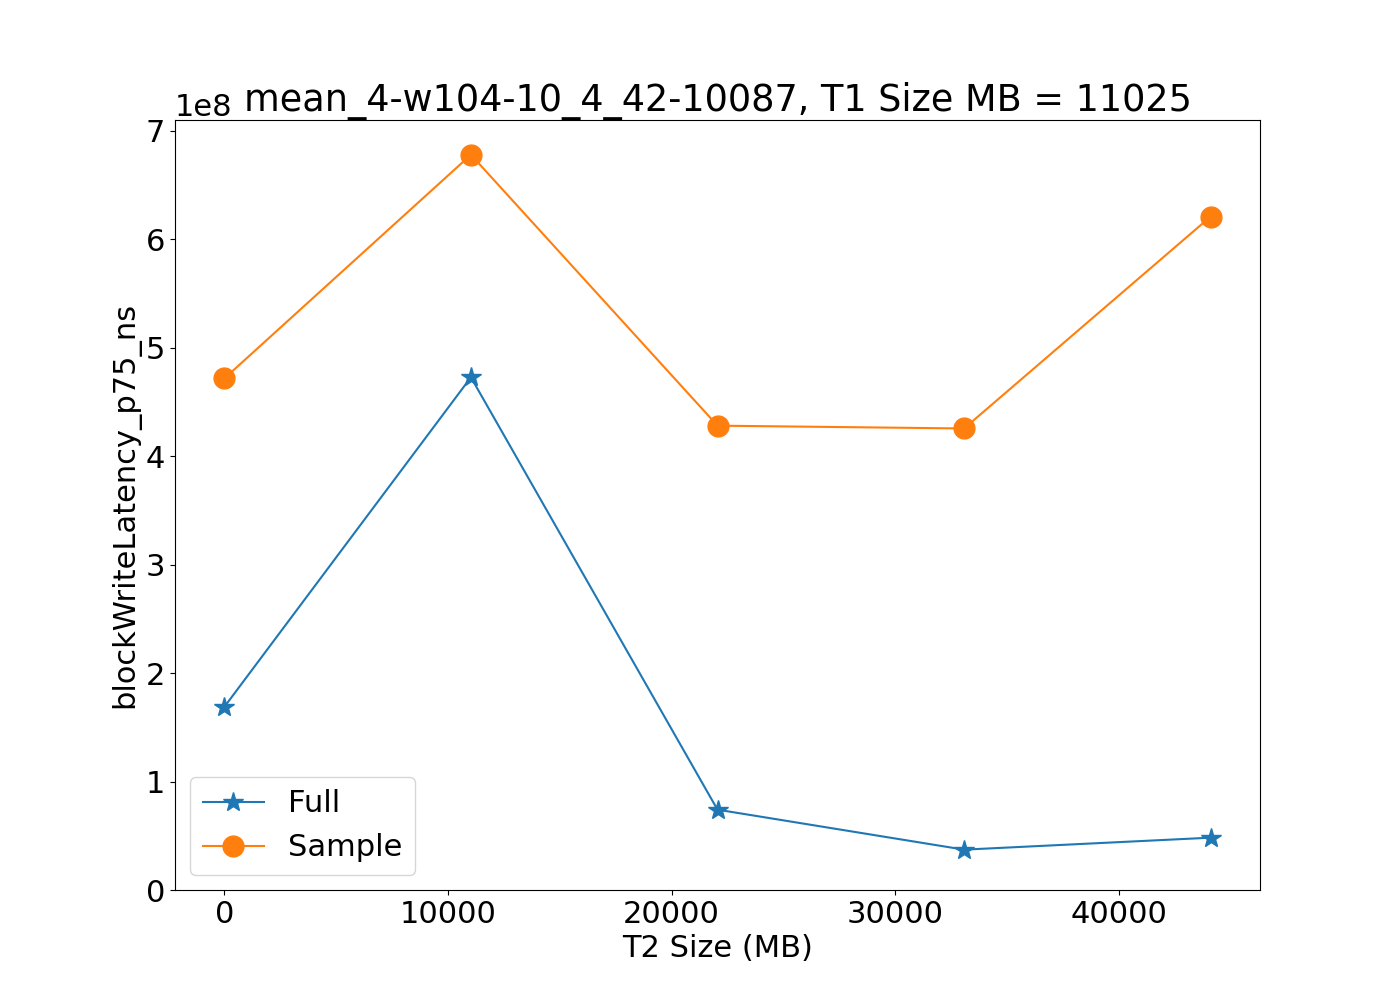 1e8
mean_4-w104-10_4_42-10087, T1 Size MB = 11025
7
6
5
4
3
2
1
0
blockWriteLatency_p75_ns
Full
Sample
0 10000 20000 30000 40000
T2 Size (MB)